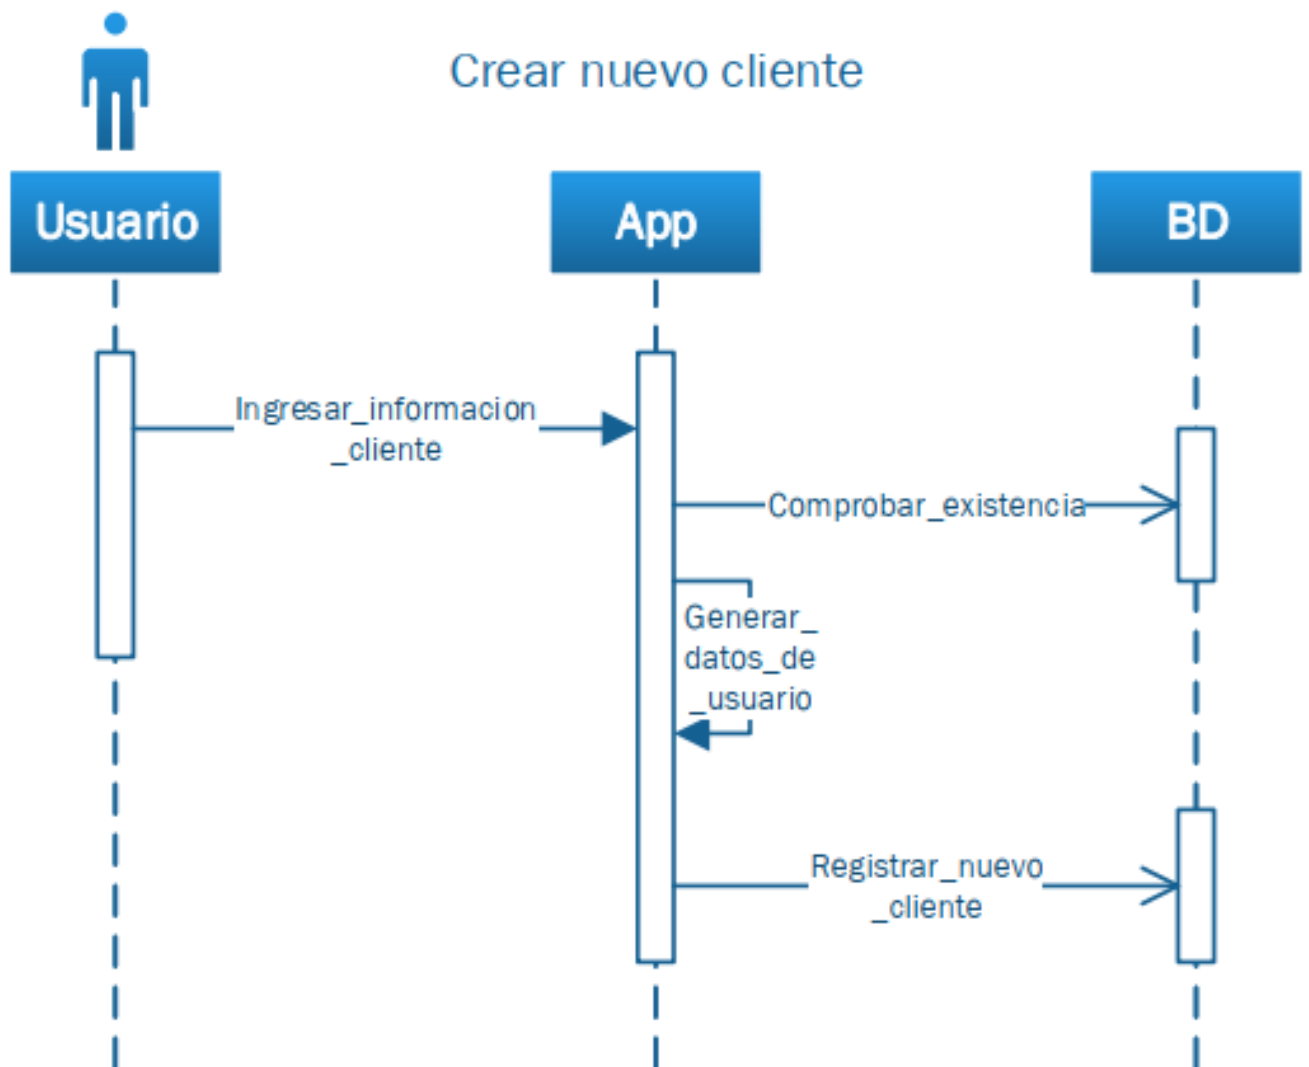 Crear nuevo cliente
Usuario
App
BD
Ingresar_informacion
_cliente
Comprobar_existencia
Generar_
datos_de
_usuario
Registrar_nuevo
_cliente